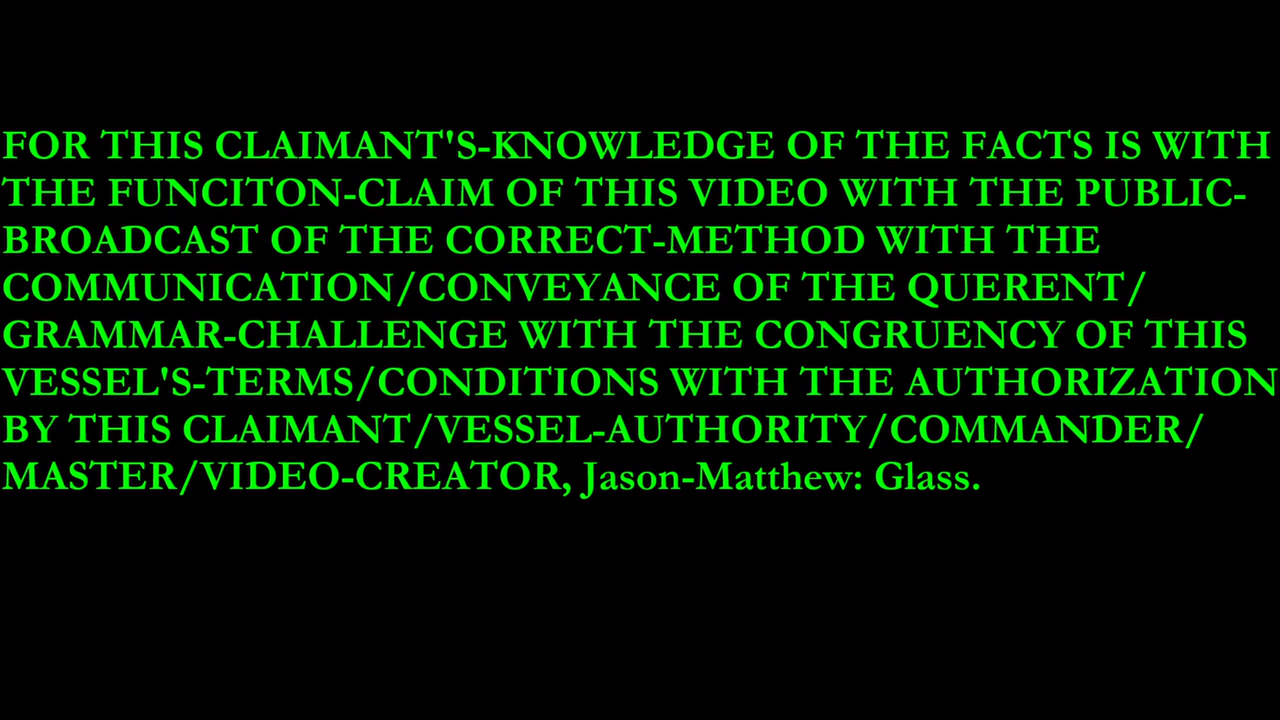 FOR THIS CLAIMANT'S-KNOWLEDGE OF THE FACTS IS WITH
THE FUNCITON-CLAIM OF THIS VIDEO WITH THE PUBLIC-
BROADCAST OF THE CORRECT-METHOD WITH THE
COMMUNICATION/CONVEYANCE OF THE QUERENT/
GRAMMAR-CHALLENGE WITH THE CONGRUENCY OF THIS
VESSEL'S-TERMS/CONDITIONS WITH THE AUTHORIZATION
BY THIS CLAIMANT/VESSEL-AUTHORITY/COMMANDER/
MASTER/VIDEO-CREATOR, Jason-Matthew: Glass.